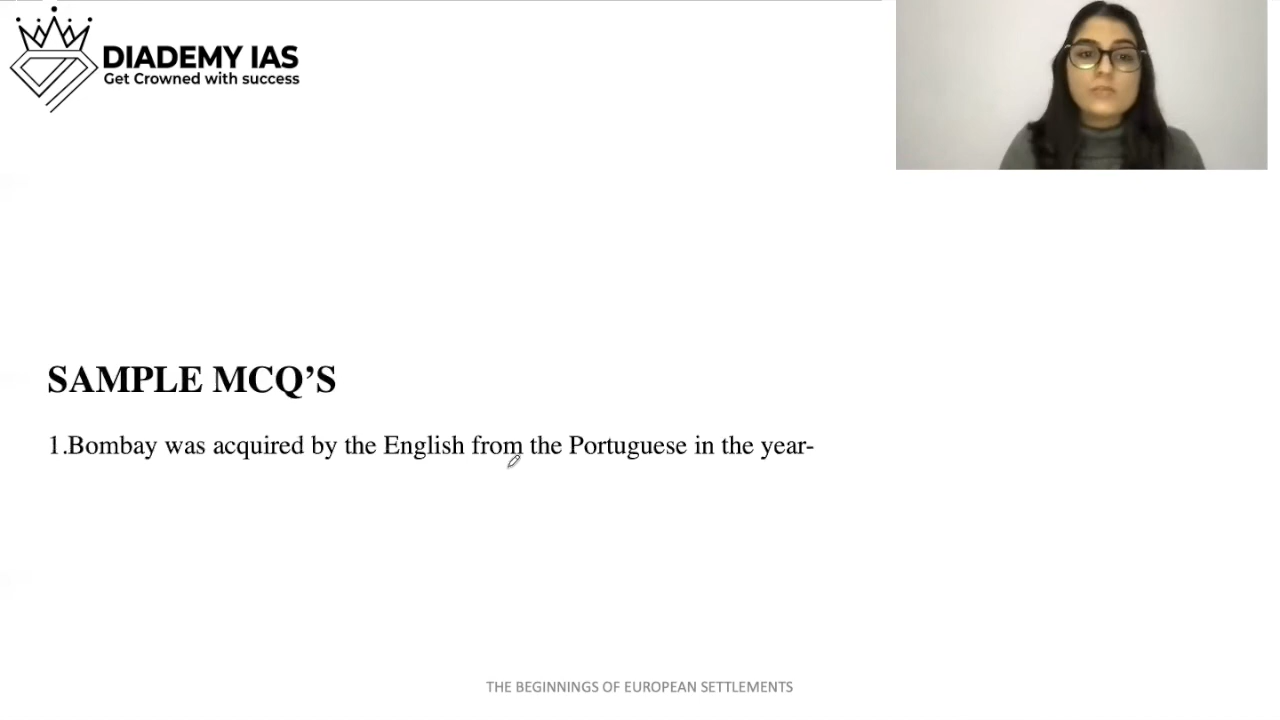 DIADEMY IAS
Get Crowned with success
SAMPLE MCQ’S
1.Bombay was acquired by the English from the Portuguese in the year-
THE BEGINNINGS OF EUROPEAN SETTLEMENTS